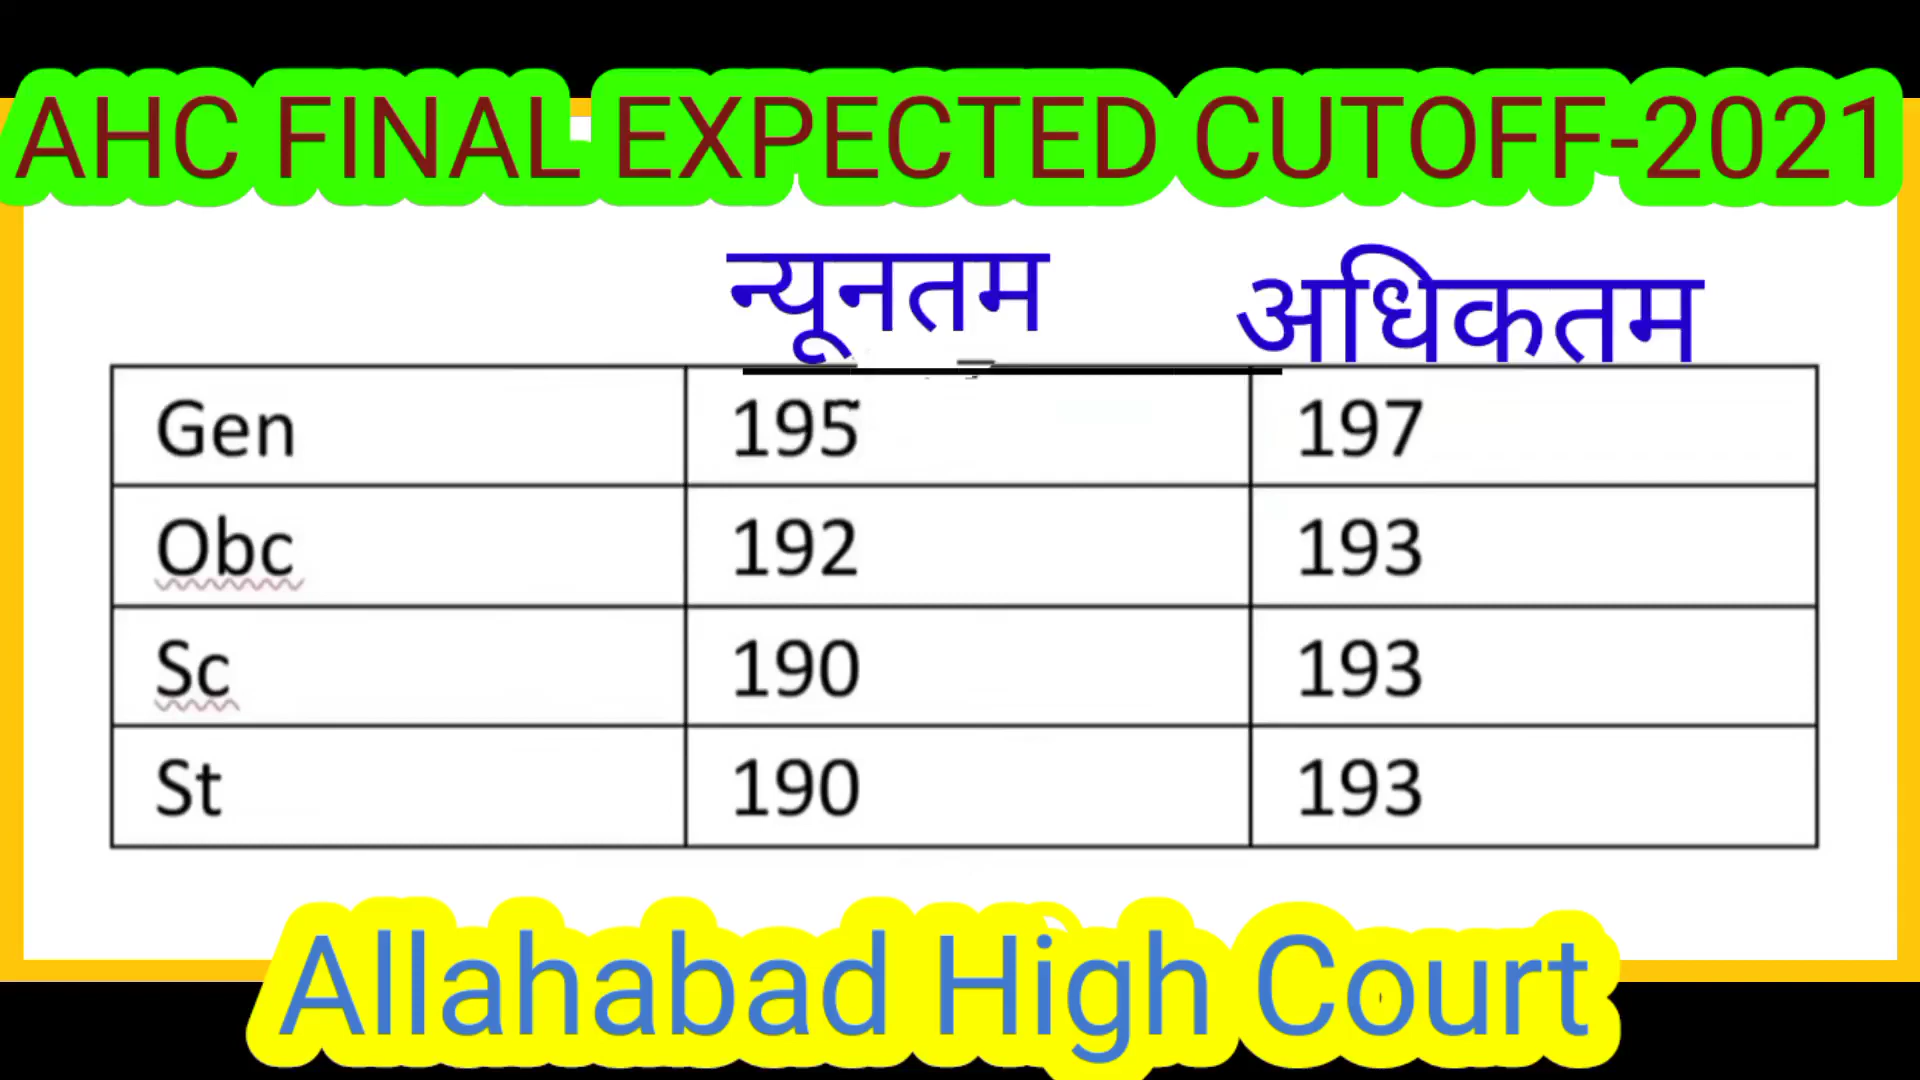 AHC FINAL EXPECTED CUTOFF-2021
न्यूनतम अधिकतम
Gen 195 197
Obc 192 193
Sc 190 193
St 190 193
Allahabad High Court